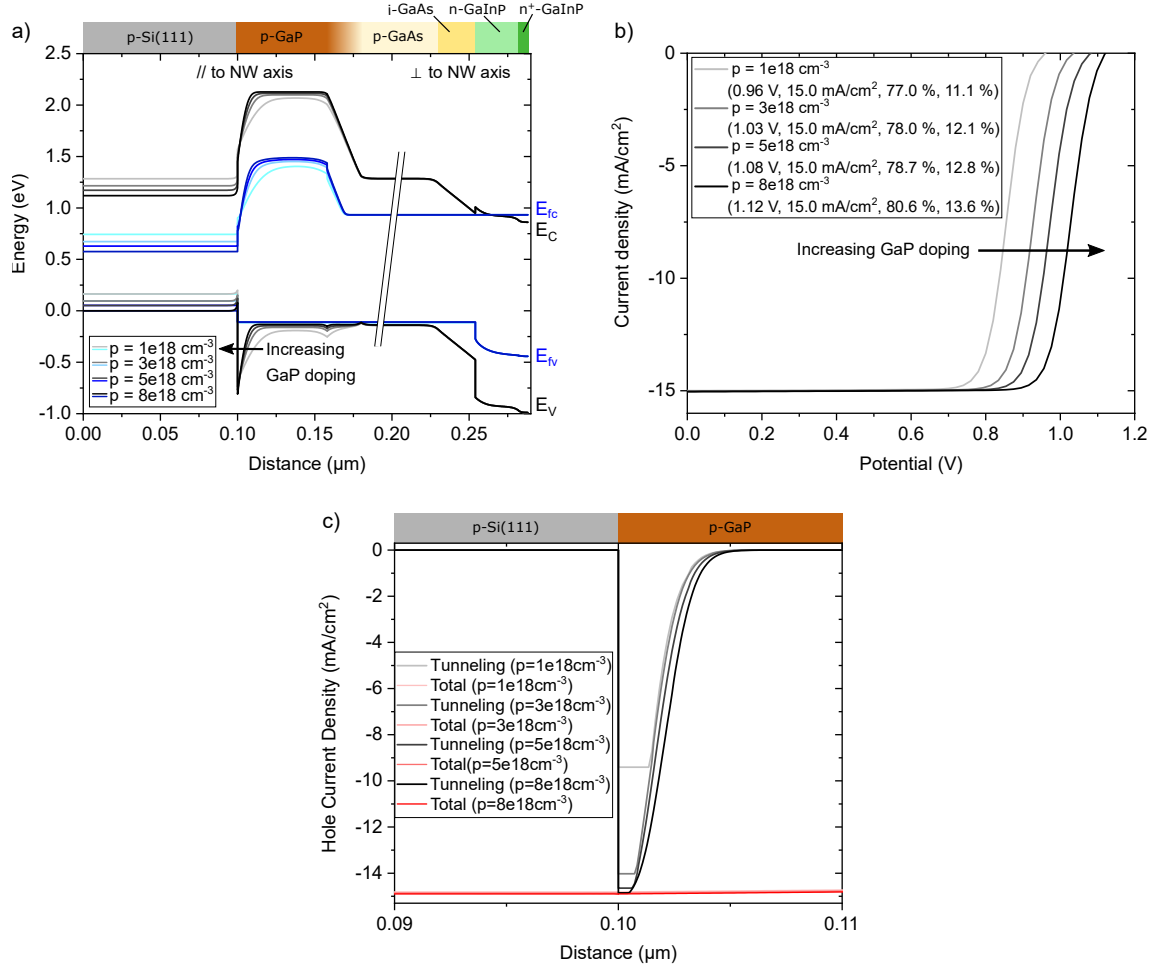 a)
i-GaAs
n-GaInP
n⁺-GaInP
p-Si(111)
p-GaP
p-GaAs
// to NW axis
⊥ to NW axis
2.5
2.0
1.5
1.0
0.5
0.0
-0.5
-1.0
Energy (eV)
E_fc
E_C
E_fv
E_V
p = 1e18 cm⁻³
p = 3e18 cm⁻³
p = 5e18 cm⁻³
p = 8e18 cm⁻³
Increasing
GaP doping
0.00 0.05 0.10 0.15 0.20 0.25
Distance (µm)
b)
0
-5
-10
-15
Current density (mA/cm²)
p = 1e18 cm⁻³
(0.96 V, 15.0 mA/cm², 77.0 %, 11.1 %)
p = 3e18 cm⁻³
(1.03 V, 15.0 mA/cm², 78.0 %, 12.1 %)
p = 5e18 cm⁻³
(1.08 V, 15.0 mA/cm², 78.7 %, 12.8 %)
p = 8e18 cm⁻³
(1.12 V, 15.0 mA/cm², 80.6 %, 13.6 %)
Increasing GaP doping
0.0 0.2 0.4 0.6 0.8 1.0 1.2
Potential (V)
c)
p-Si(111)
p-GaP
0
-2
-4
-6
-8
-10
-12
-14
Hole Current Density (mA/cm²)
Tunneling (p=1e18cm⁻³)
Total (p=1e18cm⁻³)
Tunneling (p=3e18cm⁻³)
Total (p=3e18cm⁻³)
Tunneling (p=5e18cm⁻³)
Total(p=5e18cm⁻³)
Tunneling (p=8e18cm⁻³)
Total (p=8e18cm⁻³)
0.09 0.10 0.11
Distance (µm)